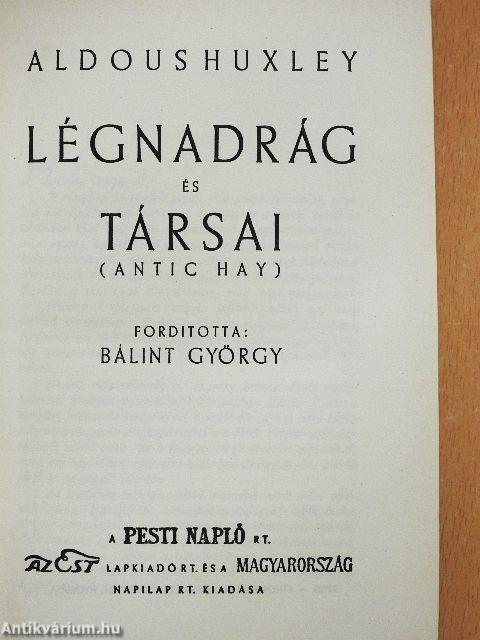 ALDOUS HUXLEY
LÉGNADRÁG
ÉS
TÁRSAI
(ANTIC HAY)
FORDITOTTA:
BÁLINT GYÖRGY
A PESTI NAPLÓ RT.
AZ EST LAPKIADÓ RT. ÉS A MAGYARORSZÁG
NAPILAP RT. KIADÁSA
Antikvárium.hu